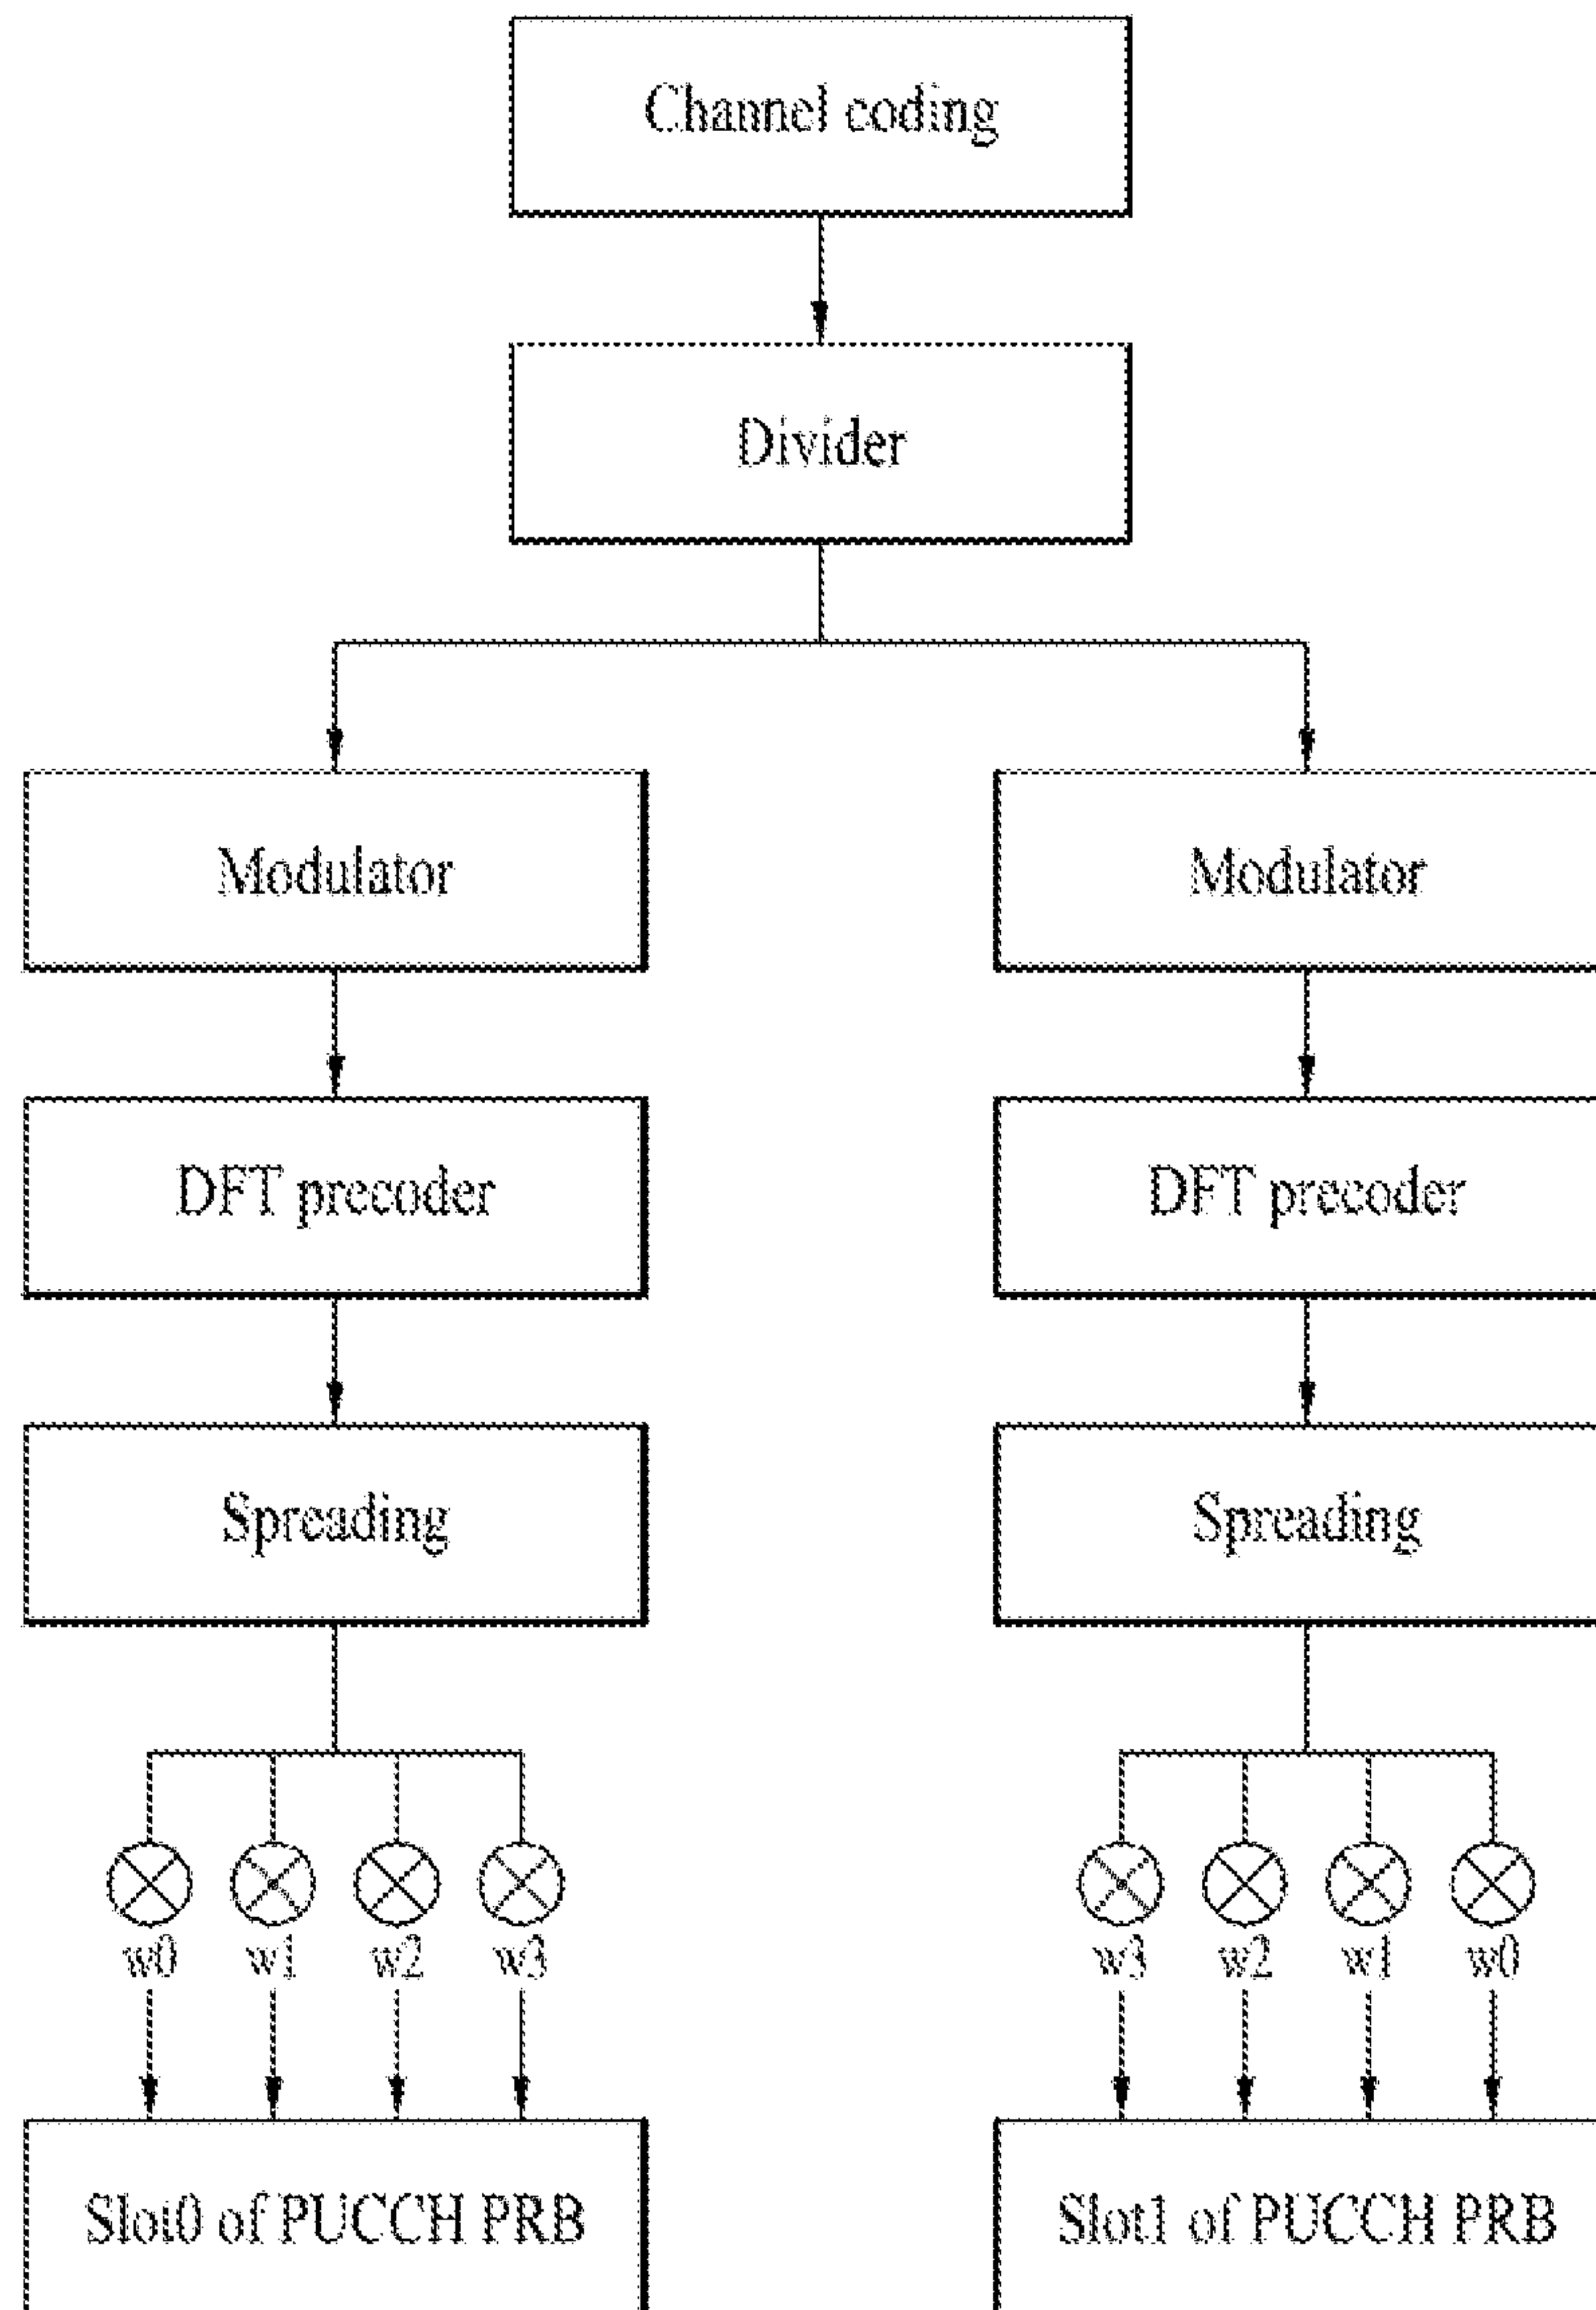 Channel coding
Divider
Modulator
Modulator
DFT precoder
DFT precoder
Spreading
Spreading
w0 w1 w2 w3
w3 w2 w1 w0
Slot0 of PUCCH PRB
Slot1 of PUCCH PRB